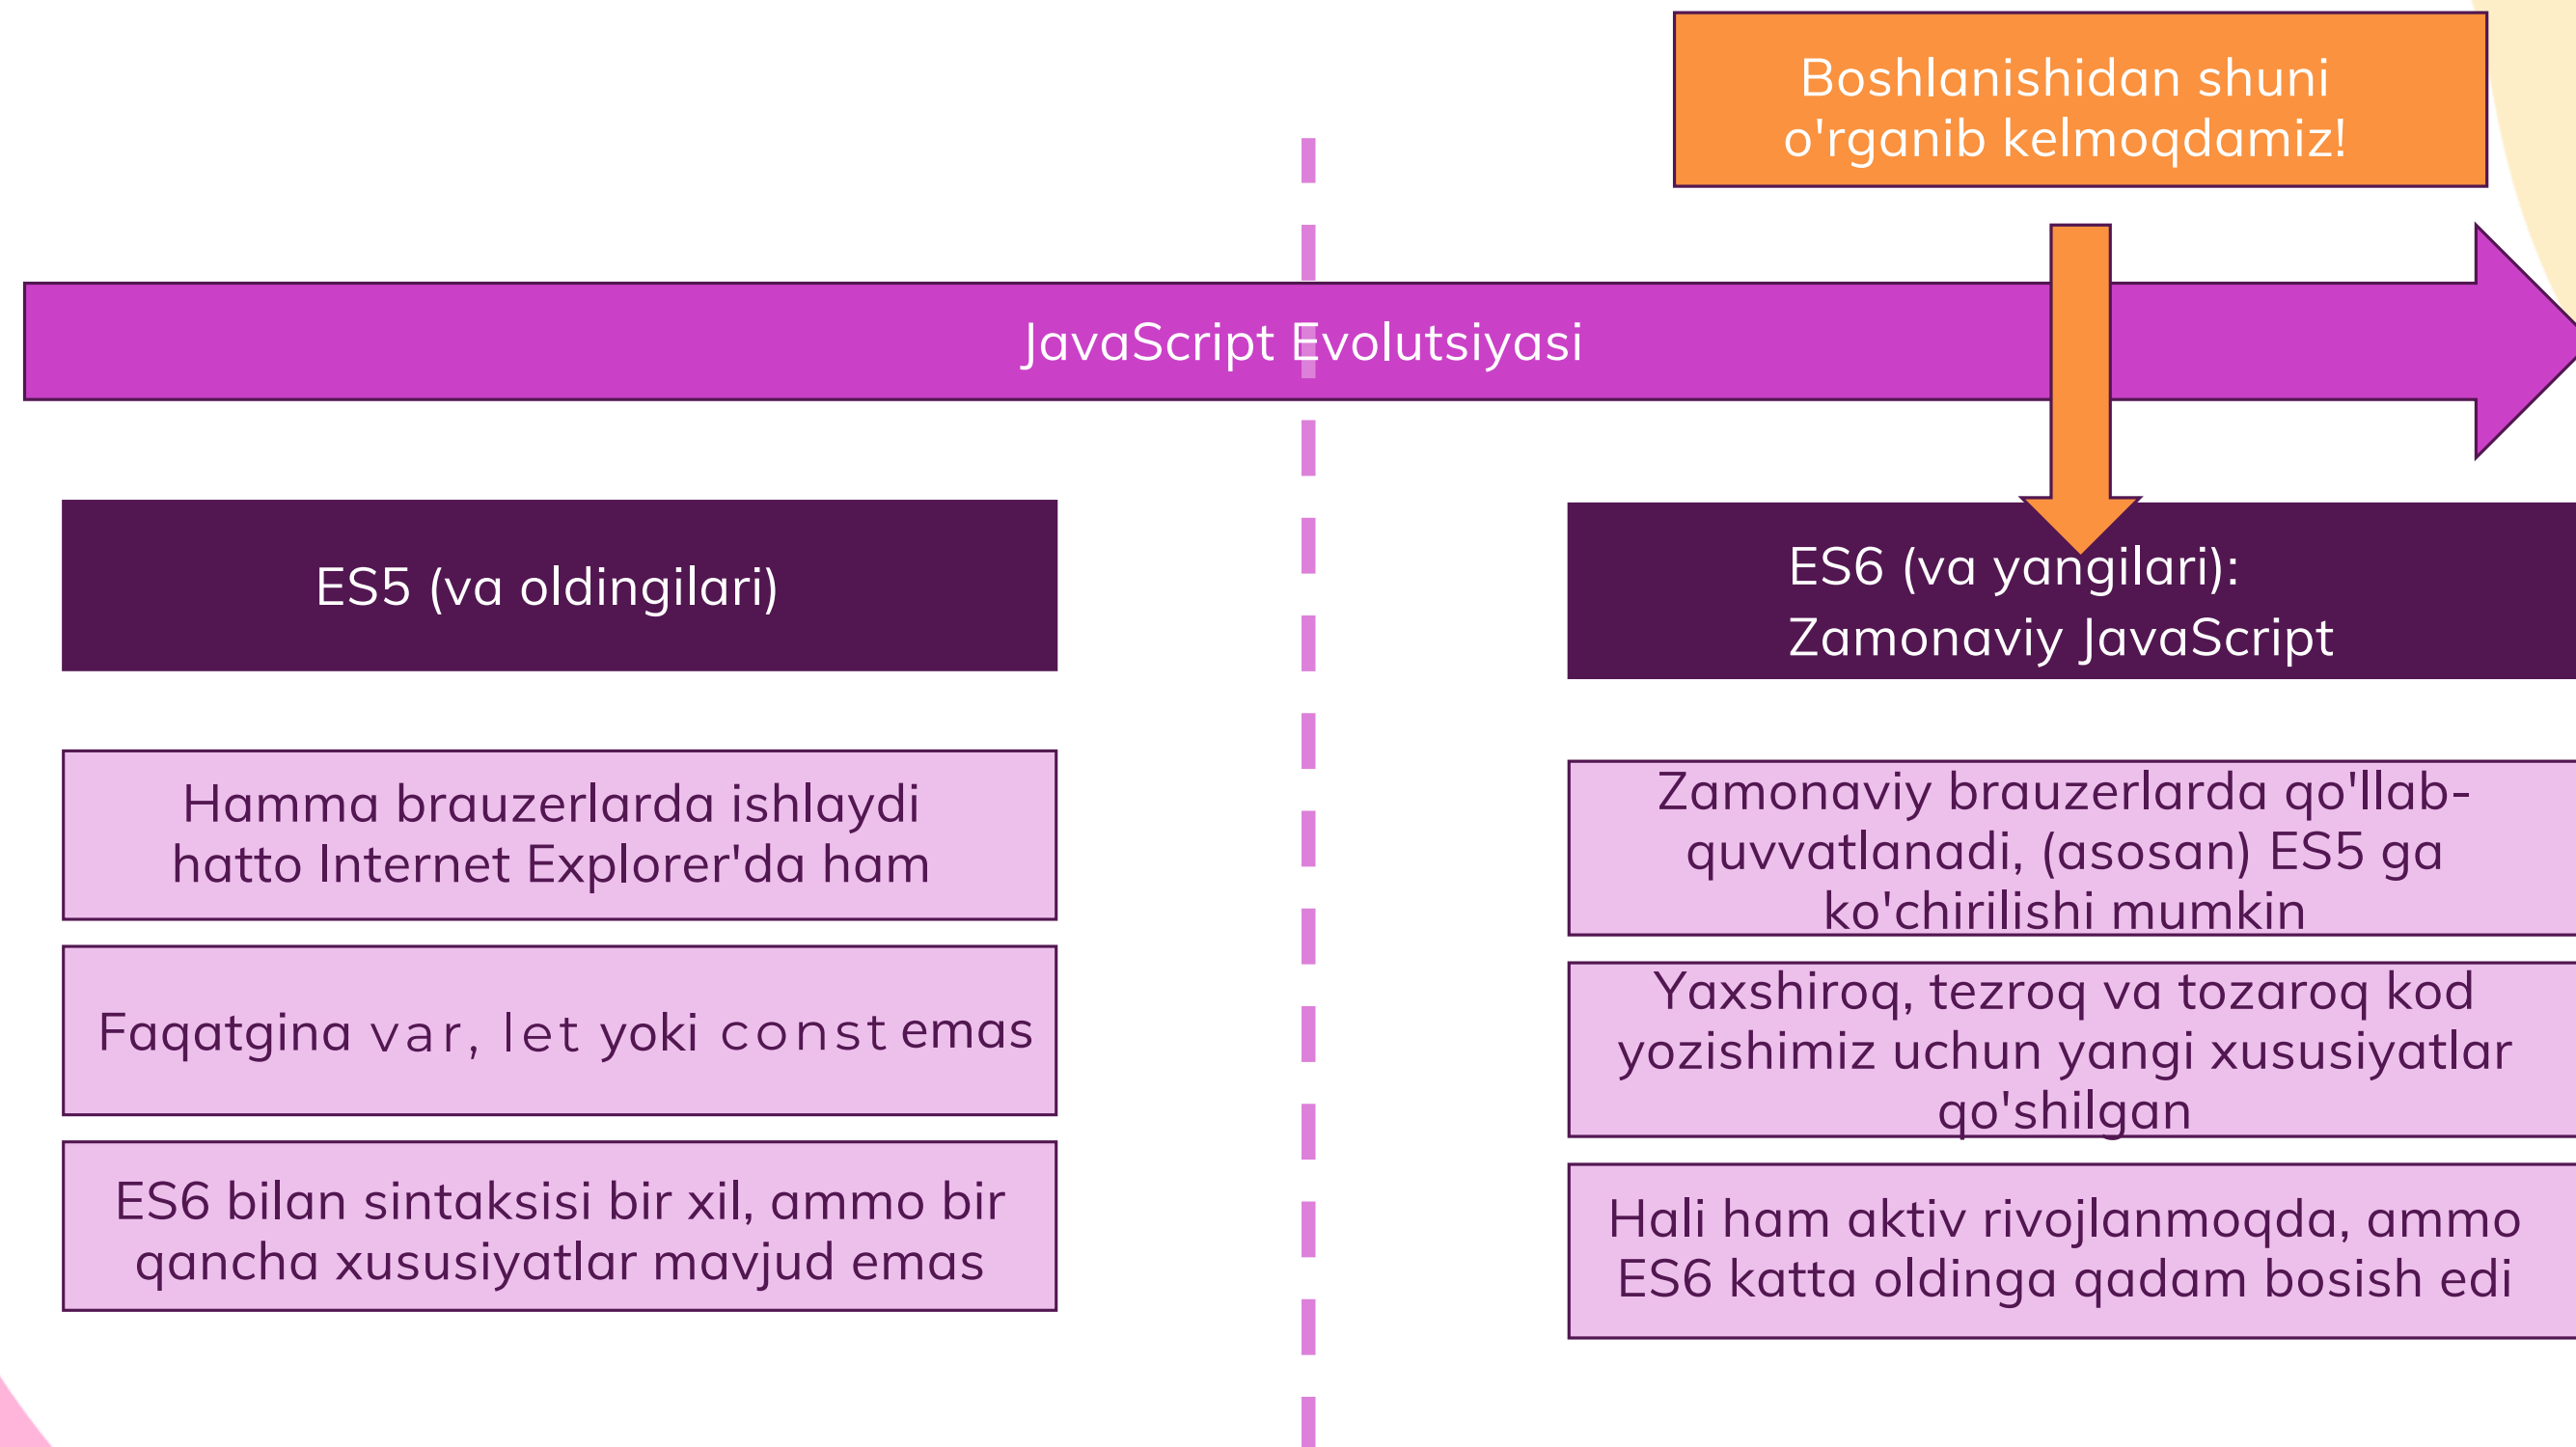 Boshlanishidan shuni
o'rganib kelmoqdamiz!
JavaScript Evolutsiyasi
ES5 (va oldingilari)
Hamma brauzerlarda ishlaydi
hatto Internet Explorer'da ham
Faqatgina var, let yoki const emas
ES6 bilan sintaksisi bir xil, ammo bir
qancha xususiyatlar mavjud emas
ES6 (va yangilari):
Zamonaviy JavaScript
Zamonaviy brauzerlarda qo'llab-
quvvatlanadi, (asosan) ES5 ga
ko'chirilishi mumkin
Yaxshiroq, tezroq va tozaroq kod
yozishimiz uchun yangi xususiyatlar
qo'shilgan
Hali ham aktiv rivojlanmoqda, ammo
ES6 katta oldinga qadam bosish edi